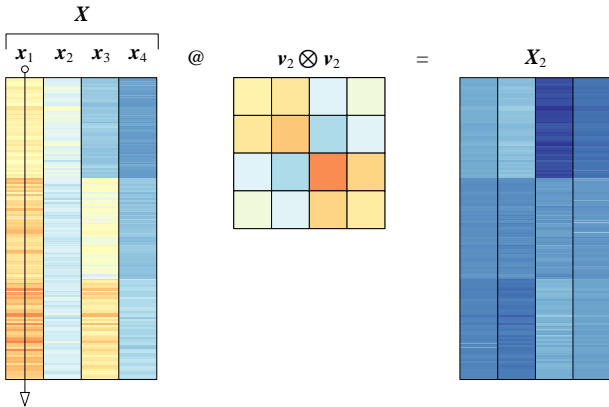 X
x₁ x₂ x₃ x₄ @ v₂ ⊗ v₂ = X₂